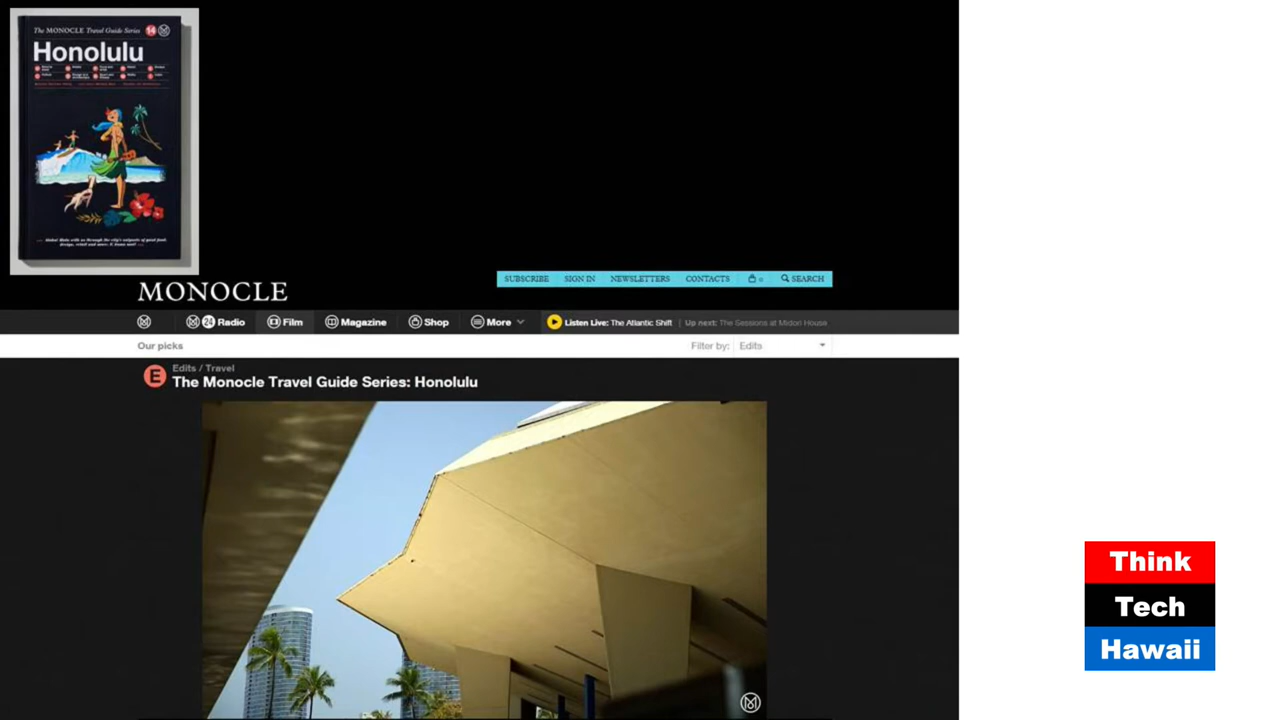 The MONOCLE Travel Guide Series 14
Honolulu
MONOCLE
SUBSCRIBE SIGN IN NEWSLETTERS CONTACTS 0 SEARCH
24 Radio Film Magazine Shop More Listen Live: The Atlantic Shift | Up next: The Sessions at Midori House
Our picks Filter by: Edits
E Edits / Travel
The Monocle Travel Guide Series: Honolulu
Think
Tech
Hawaii